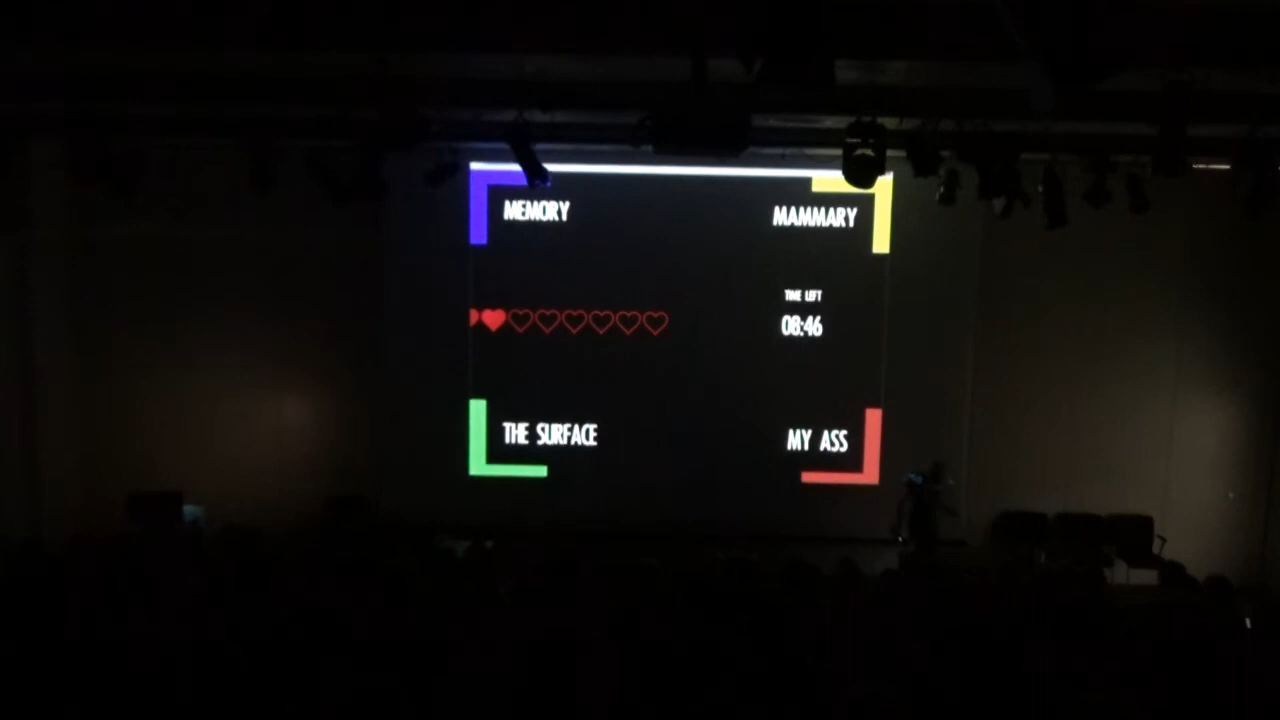 MEMORY
MAMMARY
TIME LEFT
08:46
THE SURFACE
MY ASS